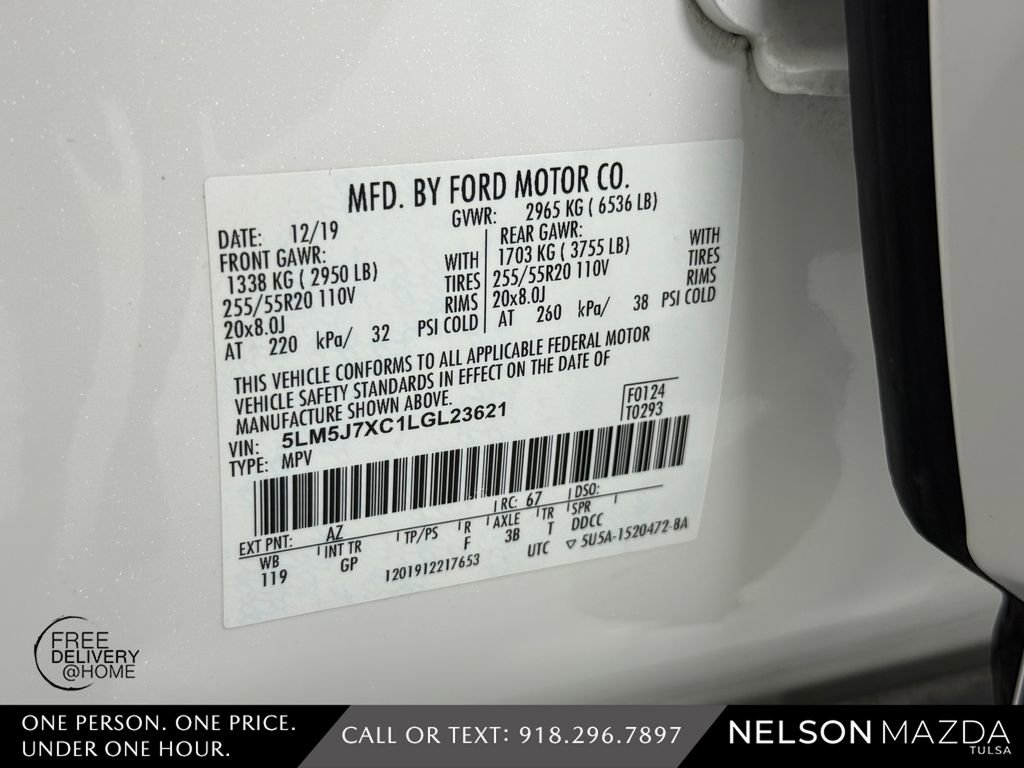 MFD. BY FORD MOTOR CO.
DATE: 12/19 GVWR: 2965 KG ( 6536 LB)
FRONT GAWR: WITH REAR GAWR: WITH
1338 KG ( 2950 LB) TIRES 1703 KG ( 3755 LB) TIRES
255/55R20 110V RIMS 255/55R20 110V RIMS
20x8.0J PSI COLD 20x8.0J PSI COLD
AT 220 kPa/ 32 AT 260 kPa/ 38
THIS VEHICLE CONFORMS TO ALL APPLICABLE FEDERAL MOTOR
VEHICLE SAFETY STANDARDS IN EFFECT ON THE DATE OF
MANUFACTURE SHOWN ABOVE.
F0124
T0293
VIN: 5LM5J7XC1LGL23621
TYPE: MPV
EXT PNT: AZ RC: 67 DSO:
WB INT TR TP/PS R AXLE TR SPR
119 GP F 3B T DDCC
1201912217653 UTC ▽ 5U5A-1520472-BA
FREE
DELIVERY
@HOME
ONE PERSON. ONE PRICE.
UNDER ONE HOUR.
CALL OR TEXT: 918.296.7897
NELSON MAZDA
TULSA